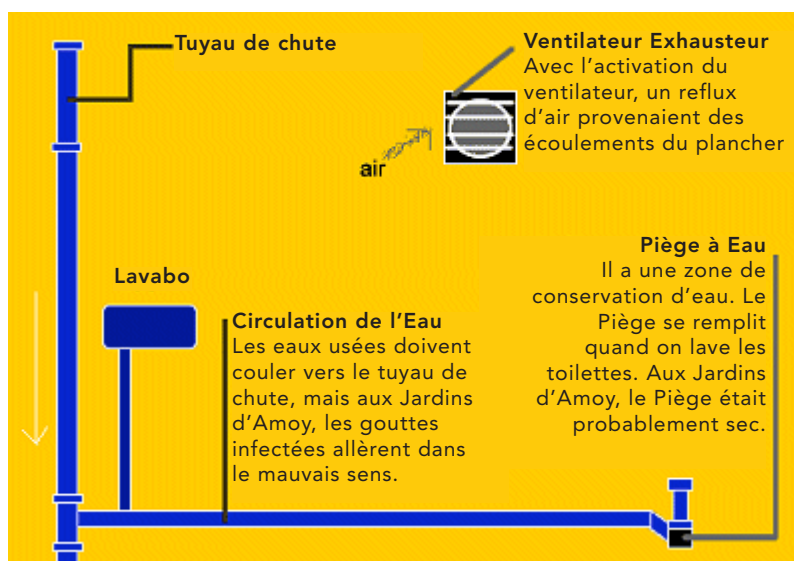 Tuyau de chute
Ventilateur Exhausteur
Avec l'activation du
ventilateur, un reflux
d'air provenaient des
écoulements du plancher
air
Piège à Eau
Il a une zone de
conservation d'eau. Le
Piège se remplit
quand on lave les
toilettes. Aux Jardins
d'Amoy, le Piège était
probablement sec.
Lavabo
Circulation de l'Eau
Les eaux usées doivent
couler vers le tuyau de
chute, mais aux Jardins
d'Amoy, les gouttes
infectées allèrent dans
le mauvais sens.